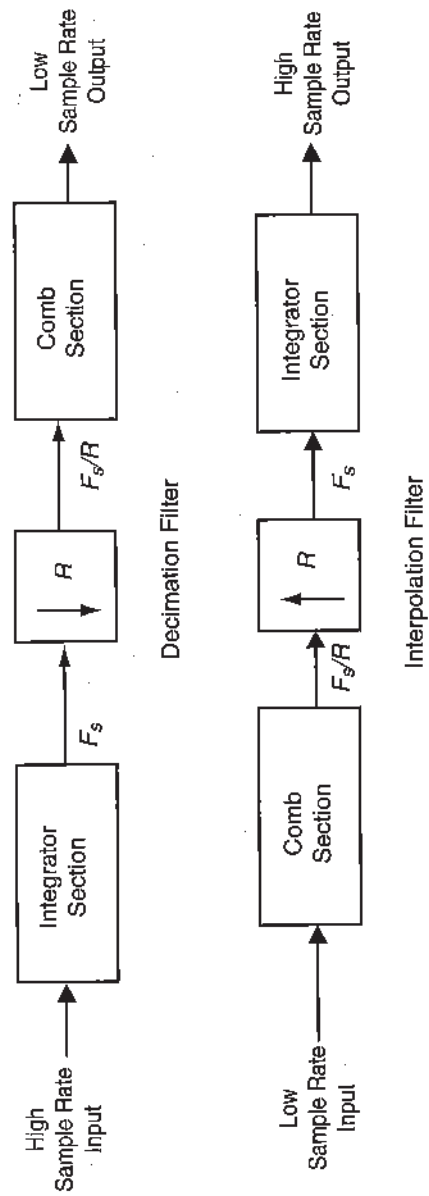 High
Sample Rate
Input
Integrator
Section
F_s
↓ R
F_s/R
Comb
Section
Low
Sample Rate
Output
Decimation Filter
Low
Sample Rate
Input
Comb
Section
F_s/R
↑ R
F_s
Integrator
Section
High
Sample Rate
Output
Interpolation Filter